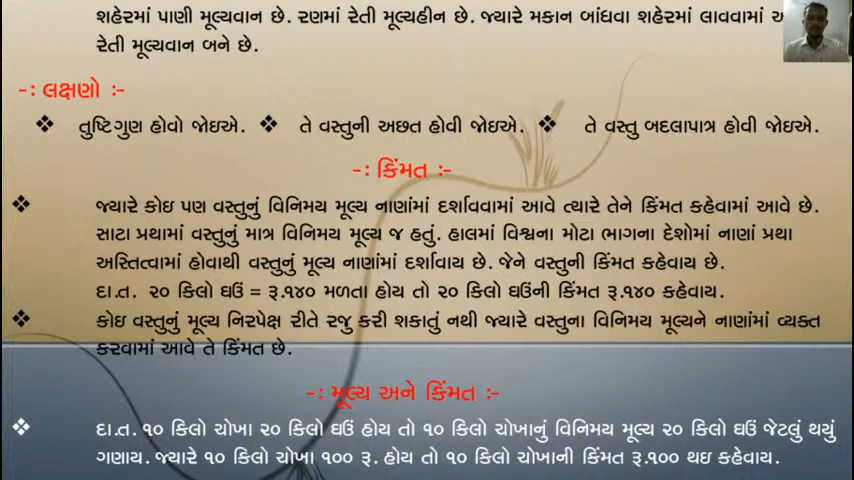 શહેરમાં પાણી મૂલ્યવાન છે. રણમાં રેતી મૂલ્યહીન છે. જ્યારે મકાન બાંધવા શહેરમાં લાવવામાં
રેતી મૂલ્યવાન બને છે.
-: લક્ષણો :-
❖ તુષ્ટિગુણ હોવો જોઇએ. ❖ તે વસ્તુની અછત હોવી જોઇએ. ❖ તે વસ્તુ બદલાપાત્ર હોવી જોઇએ.
-: કિંમત :-
❖ જ્યારે કોઇ પણ વસ્તુનું વિનિમય મૂલ્ય નાણાંમાં દર્શાવવામાં આવે ત્યારે તેને કિંમત કહેવામાં આવે છે.
સાટા પ્રથામાં વસ્તુનું માત્ર વિનિમય મૂલ્ય જ હતું. હાલમાં વિશ્વના મોટા ભાગના દેશોમાં નાણાં પ્રથા
અસ્તિત્વામાં હોવાથી વસ્તુનું મૂલ્ય નાણાંમાં દર્શાવાય છે. જેને વસ્તુની કિંમત કહેવાય છે.
દા.ત. ૨૦ કિલો ઘઉં = રૂ.૧૪૦ મળતા હોય તો ૨૦ કિલો ઘઉંની કિંમત રૂ.૧૪૦ કહેવાય.
❖ કોઇ વસ્તુનું મૂલ્ય નિરપેક્ષ રીતે રજુ કરી શકાતું નથી જ્યારે વસ્તુના વિનિમય મૂલ્યને નાણાંમાં વ્યક્ત
કરવામાં આવે તે કિંમત છે.
-: મૂલ્ય અને કિંમત :-
❖ દા.ત. ૧૦ કિલો ચોખા ૨૦ કિલો ઘઉં હોય તો ૧૦ કિલો ચોખાનું વિનિમય મૂલ્ય ૨૦ કિલો ઘઉં જેટલું થયું
ગણાય. જ્યારે ૧૦ કિલો ચોખા ૧૦૦ રૂ. હોય તો ૧૦ કિલો ચોખાની કિંમત રૂ.૧૦૦ થઇ કહેવાય.